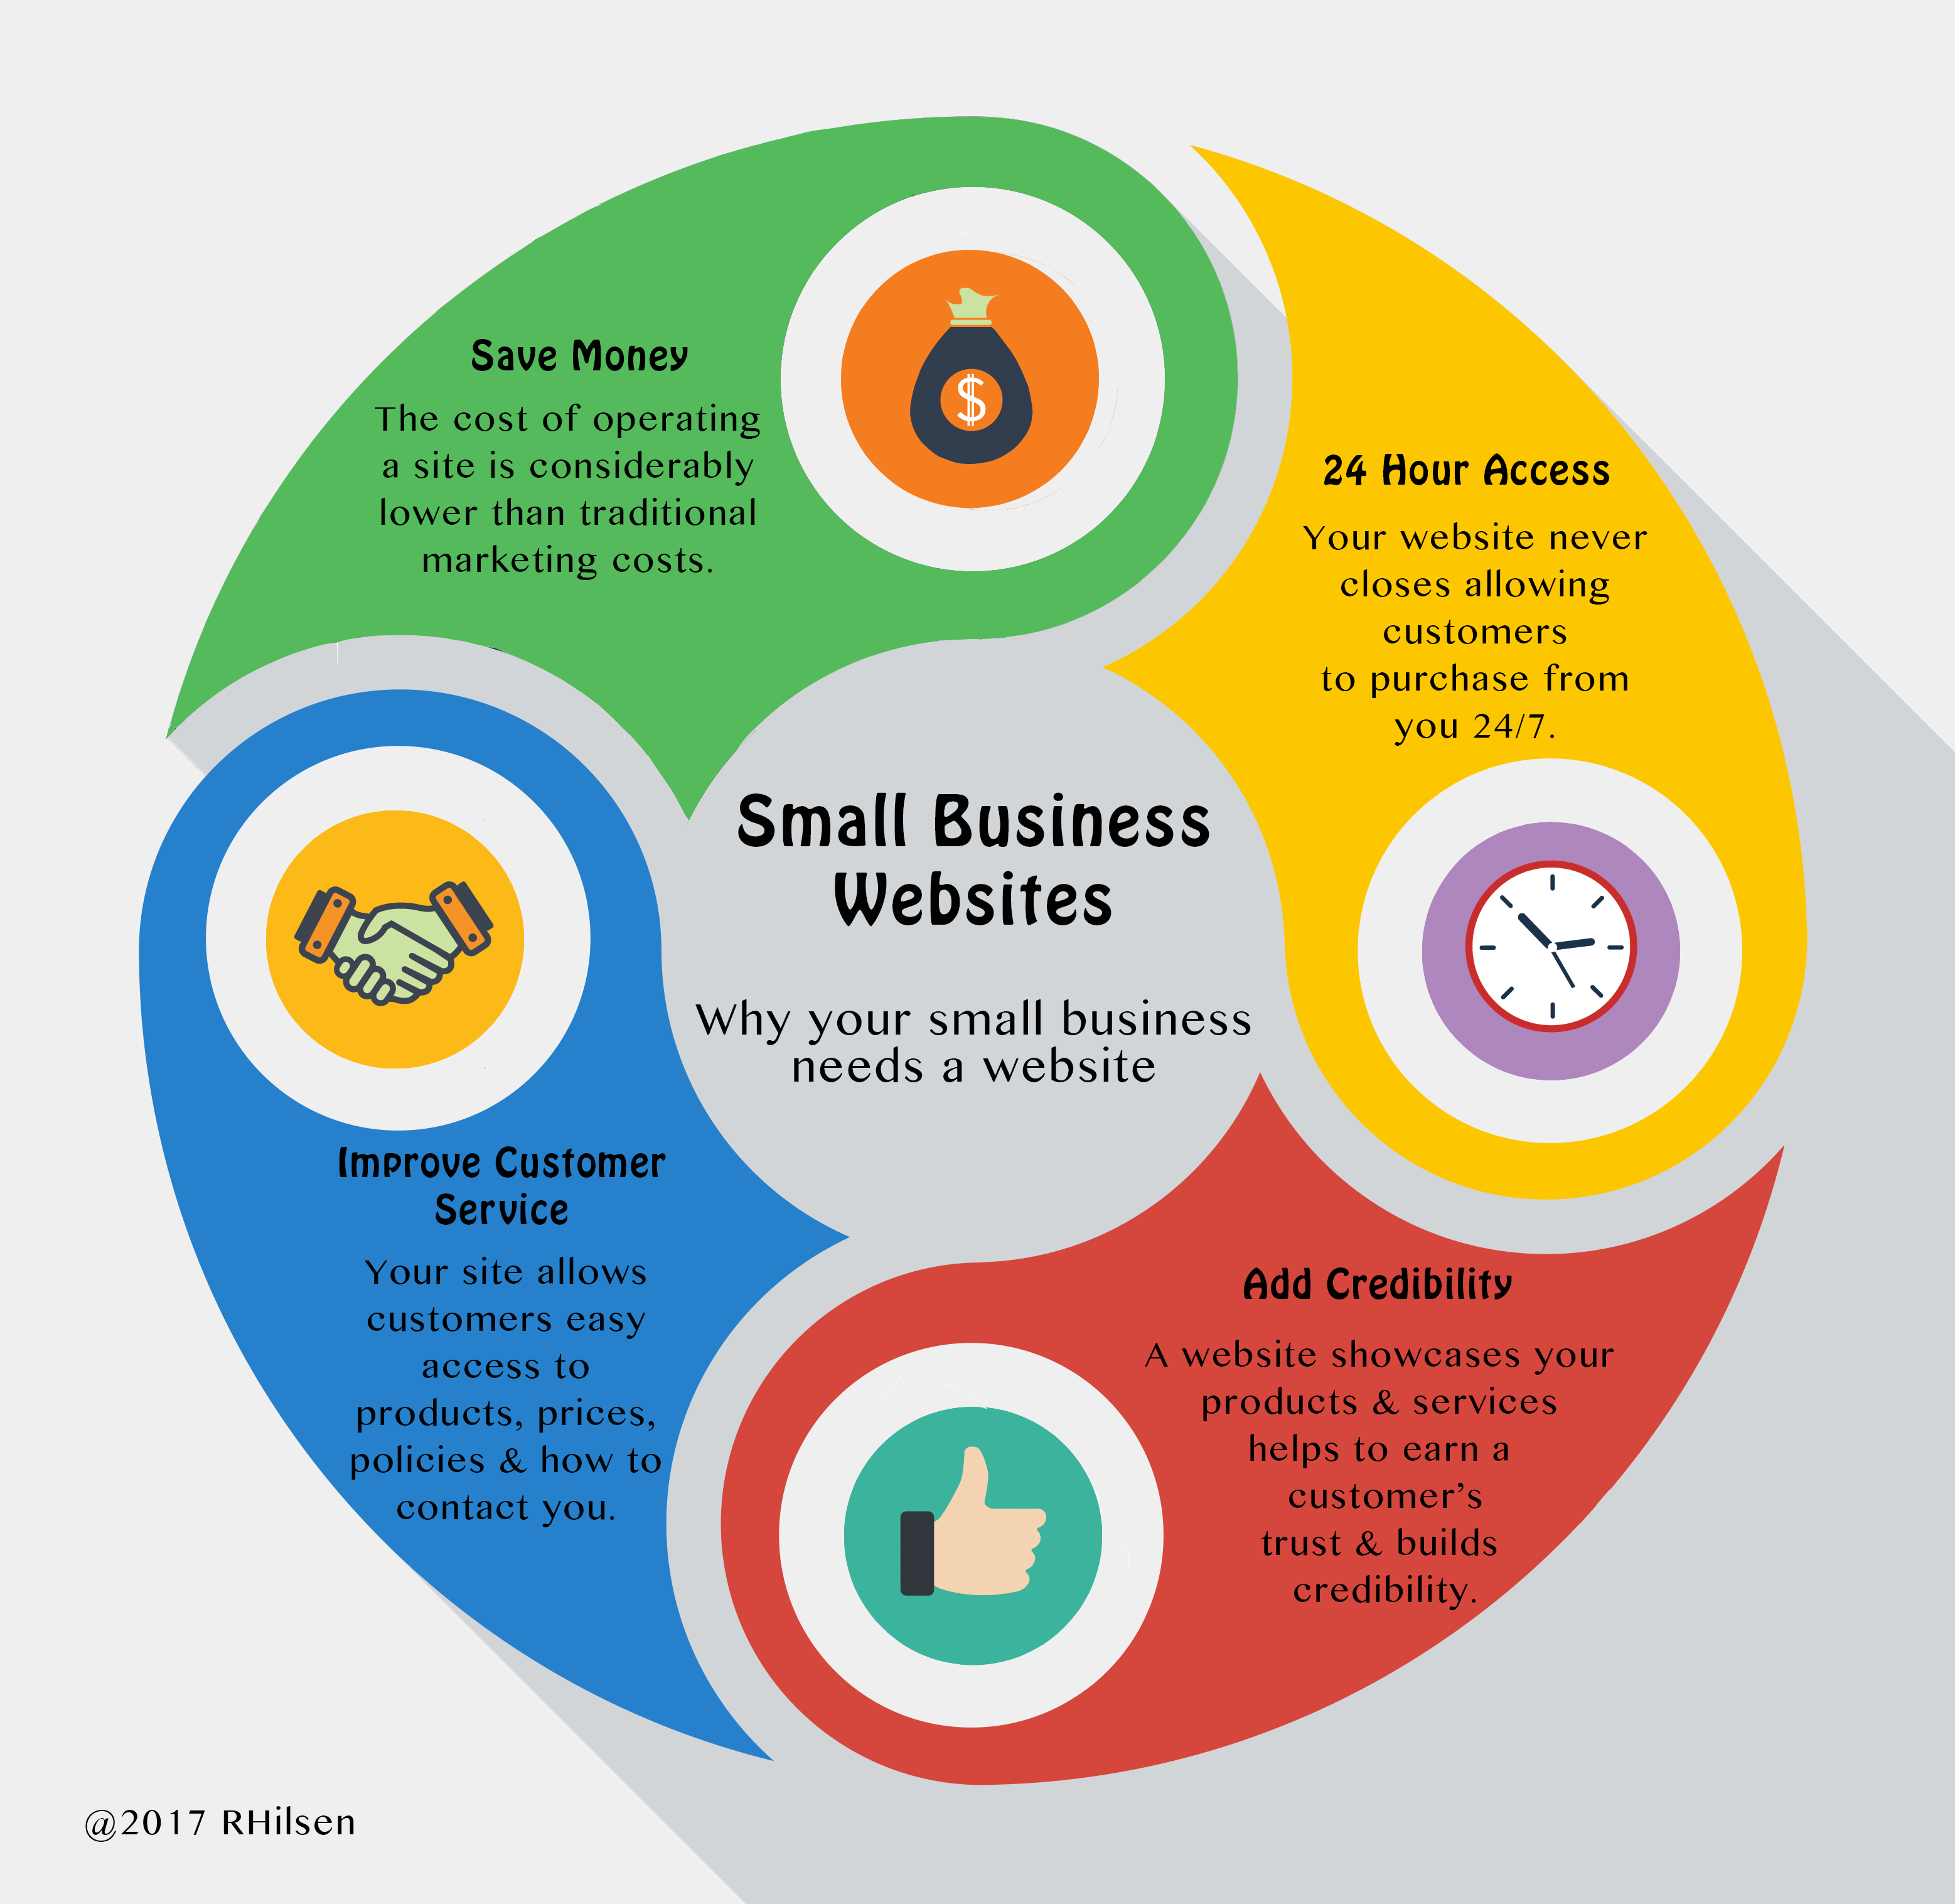 Save Money
The cost of operating
a site is considerably
lower than traditional
marketing costs.
$
24 Hour Access
Your website never
closes allowing
customers
to purchase from
you 24/7.
Small Business
Websites
Why your small business
needs a website
Improve Customer
Service
Your site allows
customers easy
access to
products, prices,
policies & how to
contact you.
Add Credibility
A website showcases your
products & services
helps to earn a
customer’s
trust & builds
credibility.
@2017 RHilsen